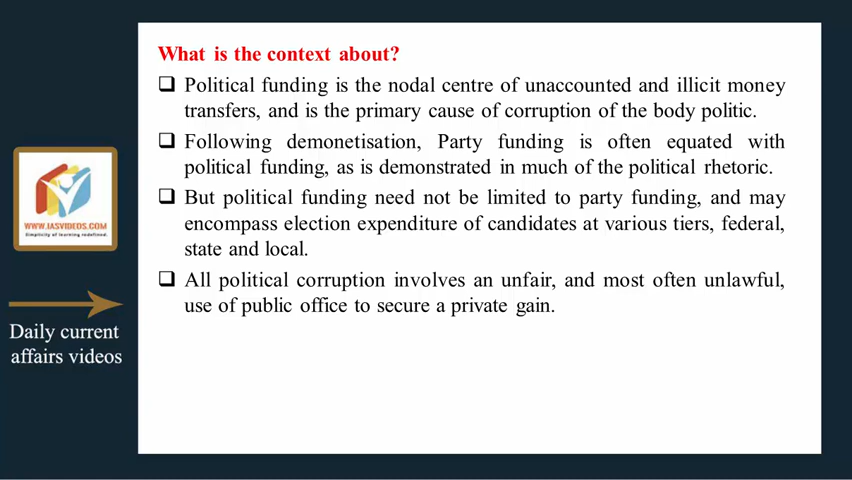 What is the context about?
❑ Political funding is the nodal centre of unaccounted and illicit money
transfers, and is the primary cause of corruption of the body politic.
❑ Following demonetisation, Party funding is often equated with
political funding, as is demonstrated in much of the political rhetoric.
❑ But political funding need not be limited to party funding, and may
encompass election expenditure of candidates at various tiers, federal,
state and local.
❑ All political corruption involves an unfair, and most often unlawful,
use of public office to secure a private gain.
WWW.IASVIDEOS.COM
Simplicity of learning redefined.
Daily current
affairs videos